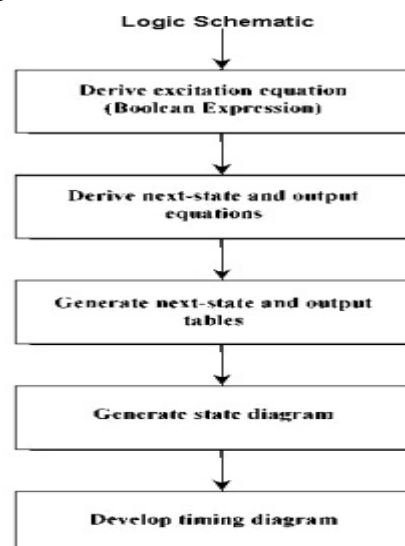 Logic Schematic
Derive excitation equation
(Boolean Expression)
Derive next-state and output
equations
Generate next-state and output
tables
Generate state diagram
Develop timing diagram